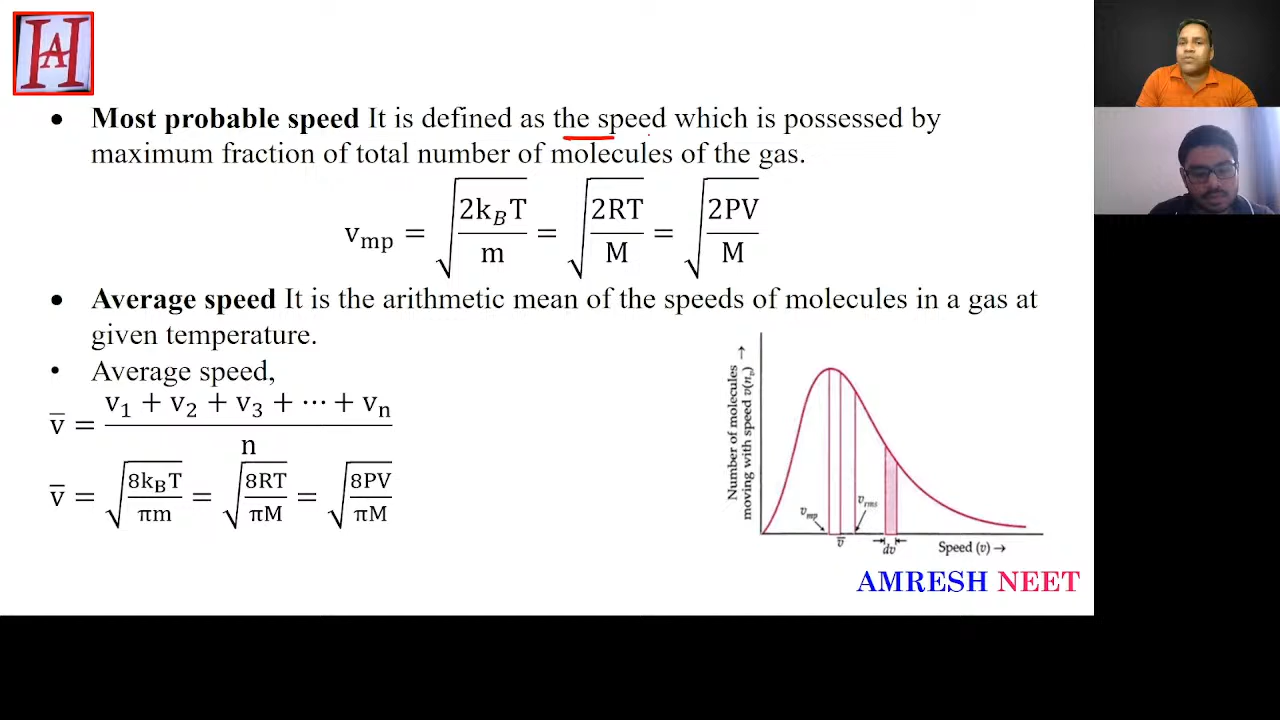 HA
• Most probable speed It is defined as the speed which is possessed by
maximum fraction of total number of molecules of the gas.
v_mp = √(2k_BT/m) = √(2RT/M) = √(2PV/M)
• Average speed It is the arithmetic mean of the speeds of molecules in a gas at
given temperature.
• Average speed,
v̅ = (v₁ + v₂ + v₃ + ⋯ + vₙ)/n
v̅ = √(8k_BT/πm) = √(8RT/πM) = √(8PV/πM)
Number of molecules →
moving with speed v(n_v)
v_mp
v̅
v_rms
dv
Speed (v) →
AMRESH NEET